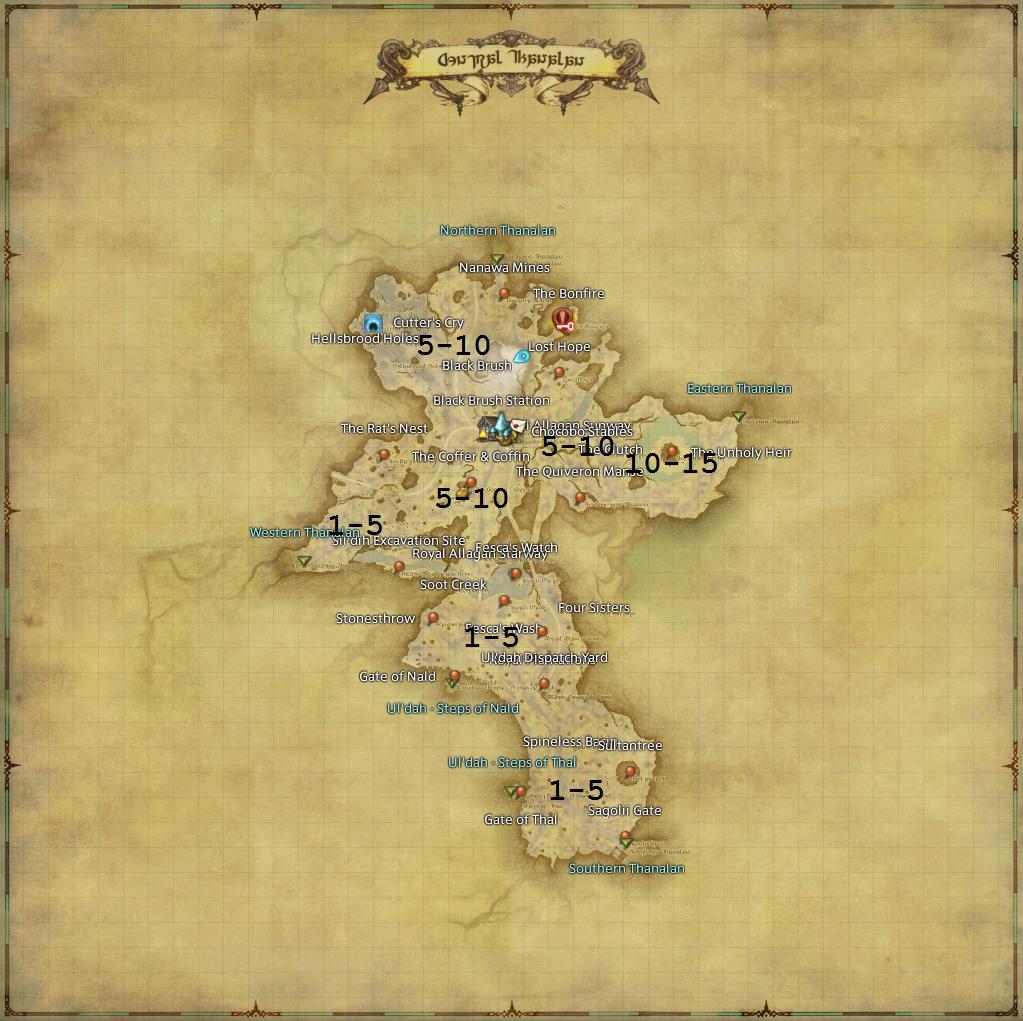 Central Thanalan
Northern Thanalan
Nanawa Mines
The Bonfire
Cutter's Cry
Hellsbrood Holes
5-10
Lost Hope
Black Brush
Eastern Thanalan
Black Brush Station
The Rat's Nest
Chocobo Stables
5-10
The Clutch
The Unholy Heir
The Coffer & Coffin
10-15
The Quiveron Manse
5-10
1-5
Western Thanalan
Sil'dih Excavation Site
Fesca's Watch
Royal Allagan Starway
Soot Creek
Four Sisters
Stonesthrow
Fesca's Wash
1-5
Ul'dah Dispatch Yard
Gate of Nald
Ul'dah - Steps of Nald
Spineless Basin
Sultantree
Ul'dah - Steps of Thal
1-5
Sagolii Gate
Gate of Thal
Southern Thanalan